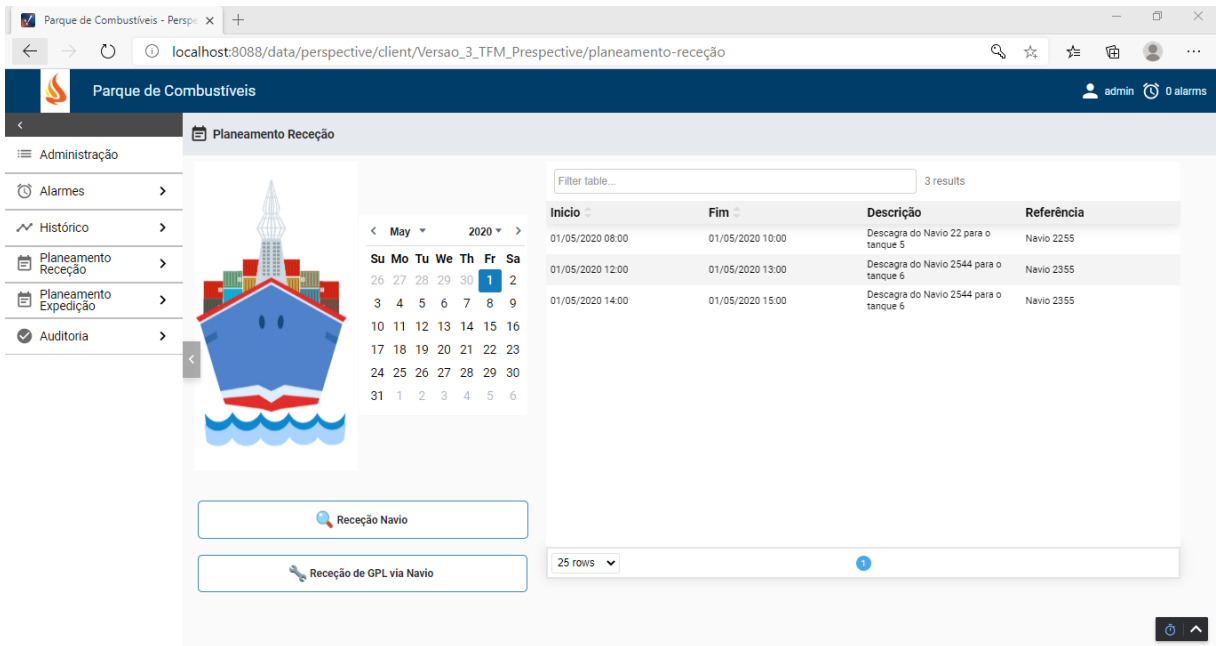 Parque de Combustíveis - Perspe
localhost:8088/data/perspective/client/Versao_3_TFM_Prespective/planeamento-receção
Parque de Combustíveis
admin
0 alarms
Administração
Alarmes
Histórico
Planeamento
Receção
Planeamento
Expedição
Auditoria
Planeamento Receção
May 2020
Su Mo Tu We Th Fr Sa
26 27 28 29 30 1 2
3 4 5 6 7 8 9
10 11 12 13 14 15 16
17 18 19 20 21 22 23
24 25 26 27 28 29 30
31 1 2 3 4 5 6
Receção Navio
Receção de GPL via Navio
Filter table...
3 results
Inicio Fim Descrição Referência
01/05/2020 08:00 01/05/2020 10:00 Descagra do Navio 22 para o
tanque 5 Navio 2255
01/05/2020 12:00 01/05/2020 13:00 Descagra do Navio 2544 para o
tanque 6 Navio 2355
01/05/2020 14:00 01/05/2020 15:00 Descagra do Navio 2544 para o
tanque 6 Navio 2355
25 rows
1